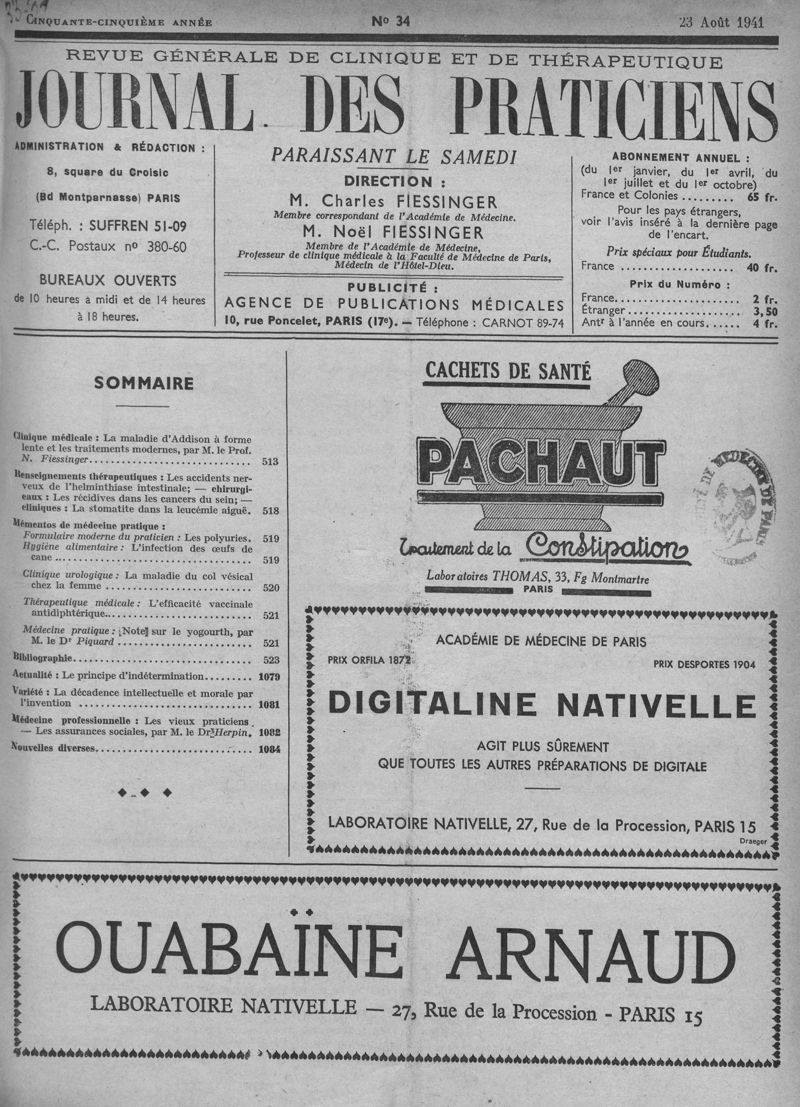 CINQUANTE-CINQUIÈME ANNÉE
No 34
23 Août 1941
REVUE GÉNÉRALE DE CLINIQUE ET DE THÉRAPEUTIQUE
JOURNAL DES PRATICIENS
ADMINISTRATION & RÉDACTION :
8, square du Croisic
(Bd Montparnasse) PARIS
Téléph. : SUFFREN 51-09
C.-C. Postaux no 380-60
BUREAUX OUVERTS
de 10 heures a midi et de 14 heures
à 18 heures.
PARAISSANT LE SAMEDI
DIRECTION :
M. Charles FIESSINGER
Membre correspondant de l'Académie de Médecine.
M. Noël FIESSINGER
Membre de l'Académie de Médecine,
Professeur de clinique médicale à la Faculté de Médecine de Paris,
Médecin de l'Hôtel-Dieu.
PUBLICITÉ :
AGENCE DE PUBLICATIONS MÉDICALES
10, rue Poncelet, PARIS (17e). — Téléphone : CARNOT 89-74
ABONNEMENT ANNUEL :
(du 1er janvier, du 1er avril, du
1er juillet et du 1er octobre)
France et Colonies ......... 65 fr.
Pour les pays étrangers,
voir l'avis inséré à la dernière page
de l'encart.
Prix spéciaux pour Étudiants.
France .................... 40 fr.
Prix du Numéro :
France..................... 2 fr.
Étranger................... 3,50
Antr à l'année en cours...... 4 fr.
SOMMAIRE
Clinique médicale : La maladie d'Addison à forme
lente et les traitements modernes, par M. le Prof.
N. Fiessinger............................ 513
Renseignements thérapeutiques : Les accidents ner-
veux de l'helminthiase intestinale; — chirurgi-
eaux : Les récidives dans les cancers du sein; —
cliniques : La stomatite dans la leucémie aiguë. 518
Mémentos de médecine pratique :
Formulaire moderne du praticien : Les polyuries. 519
Hygiène alimentaire : L'infection des œufs de
cane .................................. 519
Clinique urologique : La maladie du col vésical
chez la femme .......................... 520
Thérapeutique médicale : L'efficacité vaccinale
antidiphtérique......................... 521
Médecine pratique : [Note] sur le yogourth, par
M. le Dr Piquard ....................... 521
Bibliographie............................... 523
Actualité : Le principe d'indétermination......... 1079
Variété : La décadence intellectuelle et morale par
l'invention .............................. 1081
Médecine professionnelle : Les vieux praticiens.
— Les assurances sociales, par M. le Dr Herpin. 1082
Nouvelles diverses........................... 1084
CACHETS DE SANTÉ
PACHAUT
Traitement de la Constipation
Laboratoires THOMAS, 33, Fg Montmartre
PARIS
DE MÉDECINE DE PARIS
ACADÉMIE DE MÉDECINE DE PARIS
PRIX ORFILA 1872
PRIX DESPORTES 1904
DIGITALINE NATIVELLE
AGIT PLUS SÛREMENT
QUE TOUTES LES AUTRES PRÉPARATIONS DE DIGITALE
LABORATOIRE NATIVELLE, 27, Rue de la Procession, PARIS 15
Draeger
OUABAÏNE ARNAUD
LABORATOIRE NATIVELLE — 27, Rue de la Procession - PARIS 15